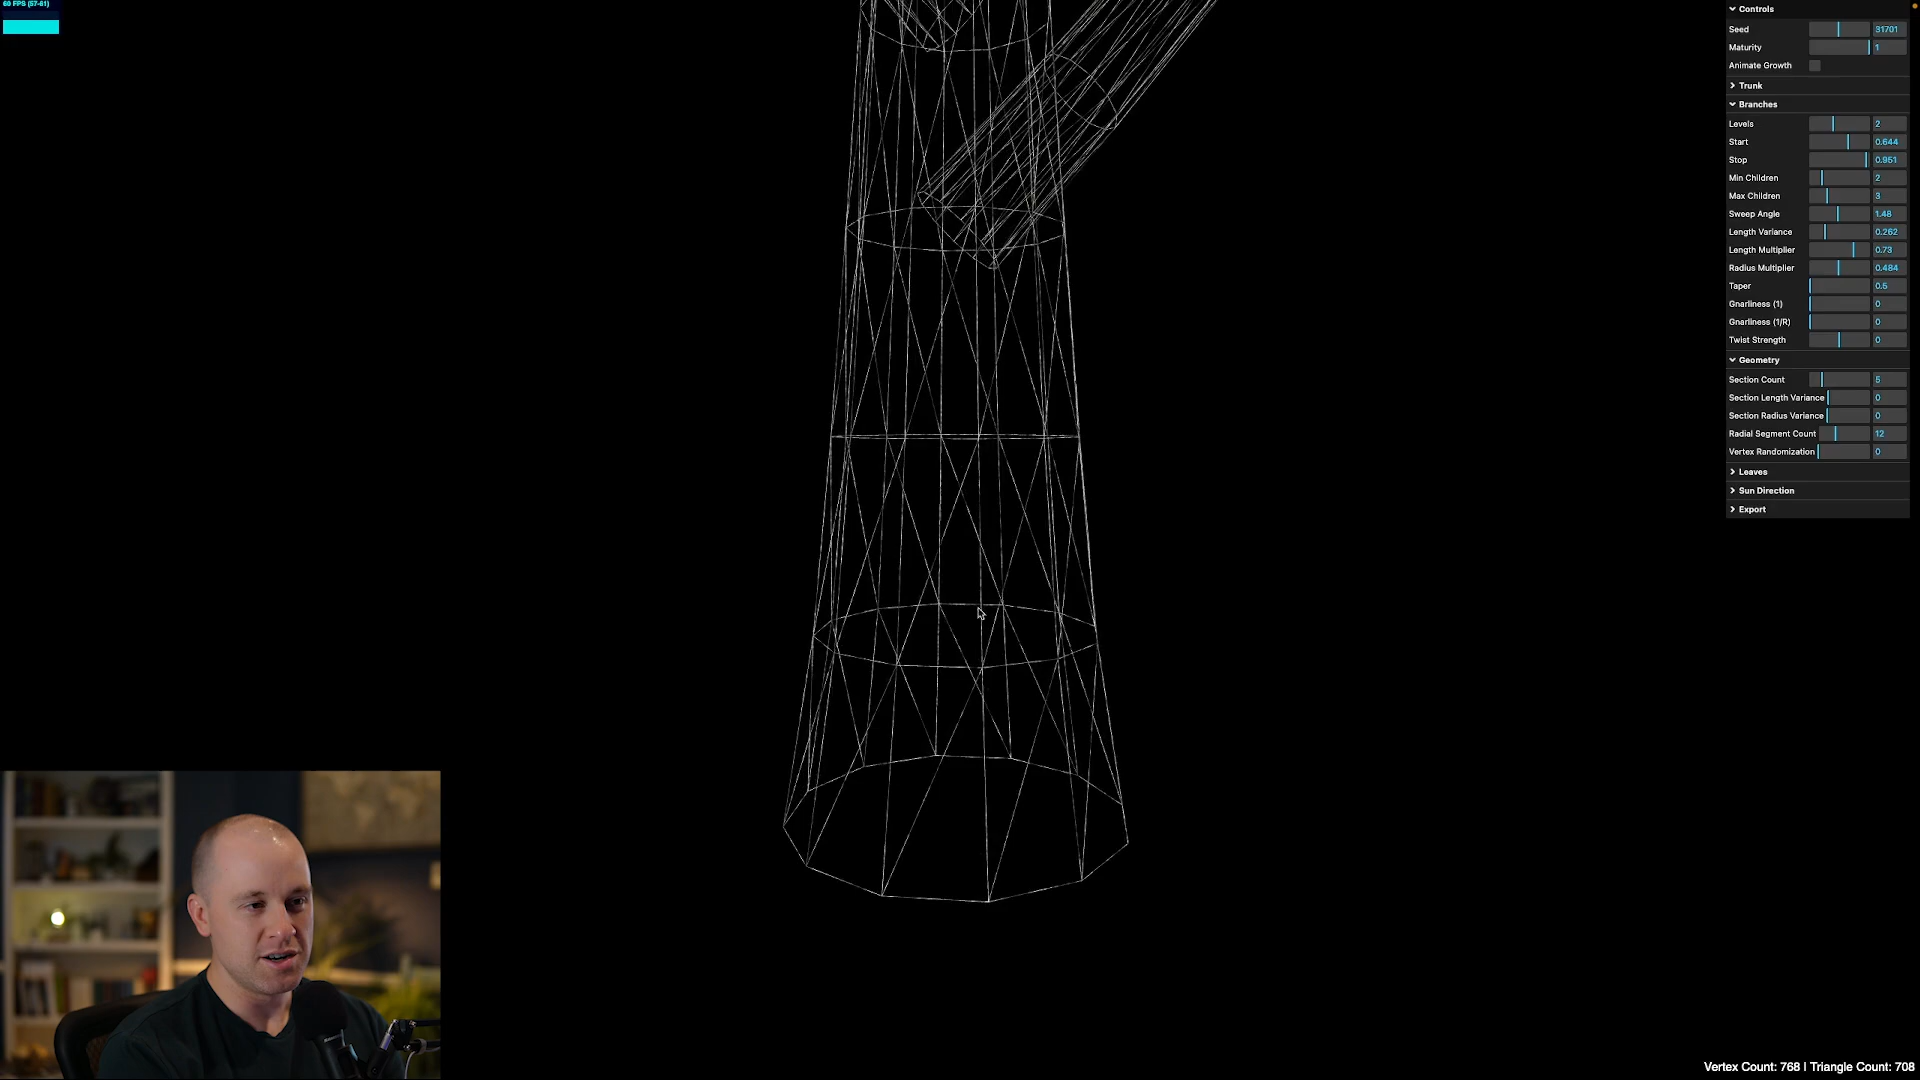 60 FPS (57-61)
Controls
Seed 31701
Maturity 1
Animate Growth
Trunk
Branches
Levels 2
Start 0.644
Stop 0.951
Min Children 2
Max Children 3
Sweep Angle 1.48
Length Variance 0.262
Length Multiplier 0.73
Radius Multiplier 0.484
Taper 0.5
Gnarliness (1) 0
Gnarliness (1/R) 0
Twist Strength 0
Geometry
Section Count 5
Section Length Variance 0
Section Radius Variance 0
Radial Segment Count 12
Vertex Randomization 0
Leaves
Sun Direction
Export
Vertex Count: 768 | Triangle Count: 708